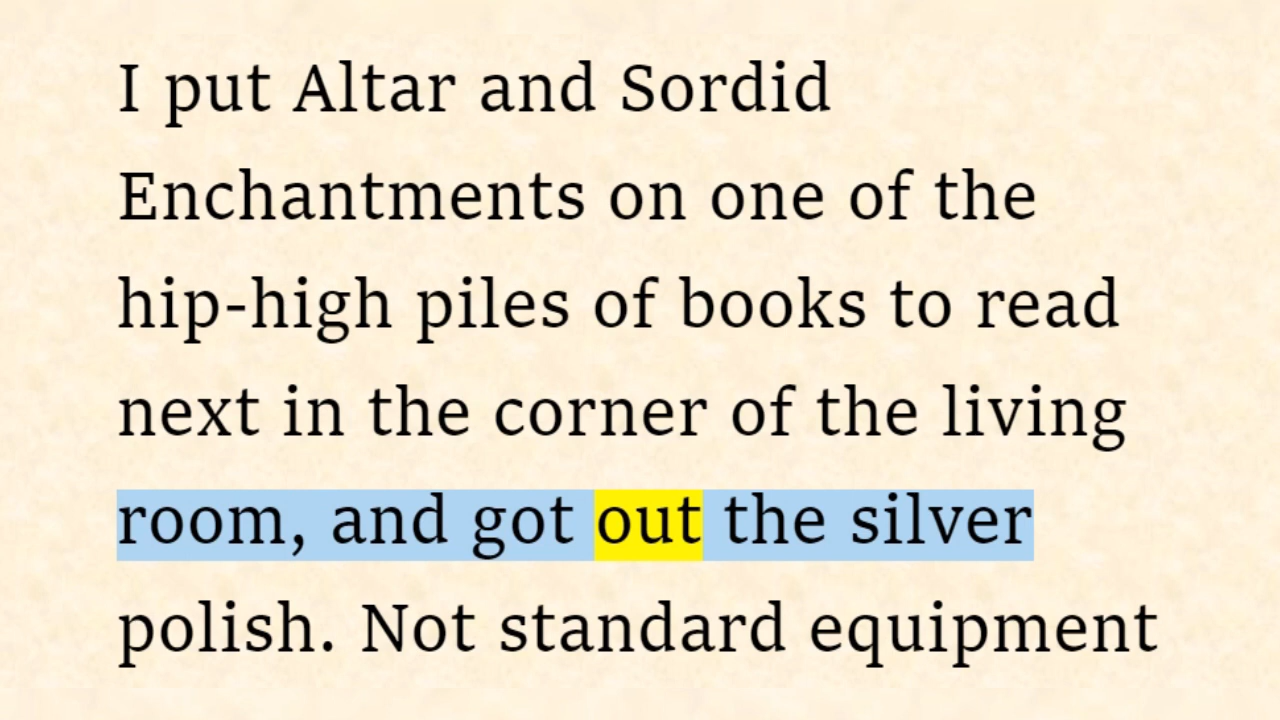 I put Altar and Sordid
Enchantments on one of the
hip-high piles of books to read
next in the corner of the living
room, and got out the silver
polish. Not standard equipment